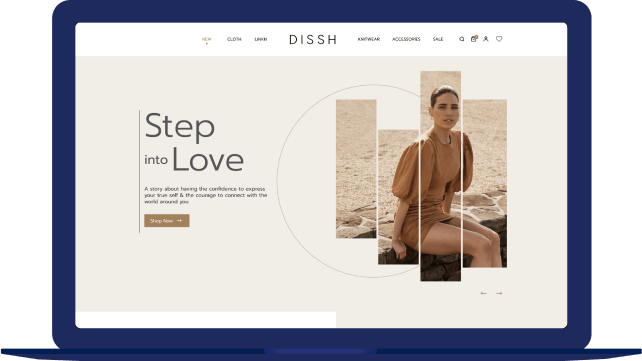 NEW CLOTH LINKIN DISSH KNITWEAR ACCESSORIES SALE
Step
into Love
A story about having the confidence to express
your true self & the courage to connect with the
world around you
Shop Now →